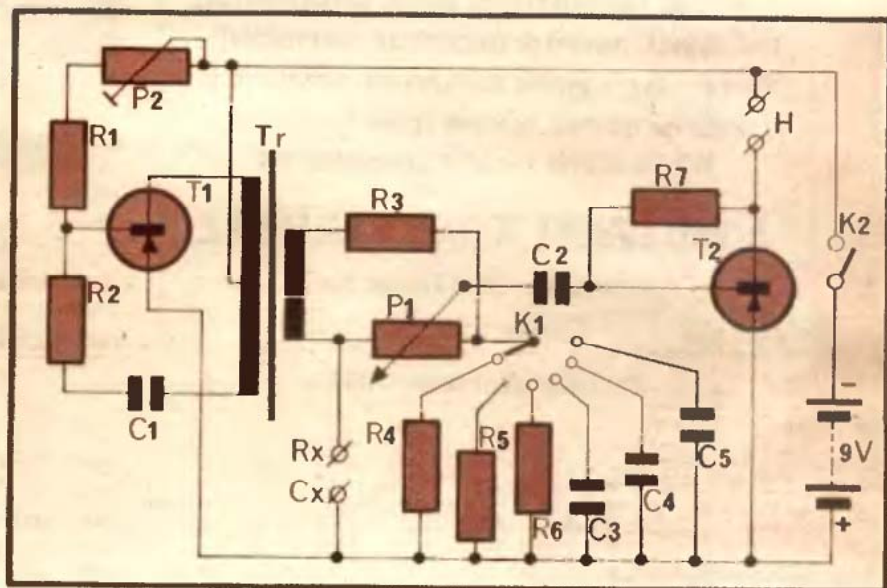 P2
R1
T1
Tr
H
R3
R7
K2
R2
C2
T2
P1
K1
C1
R4
R5
C5
Rx
Cx
R6
C3
C4
-
9V
+